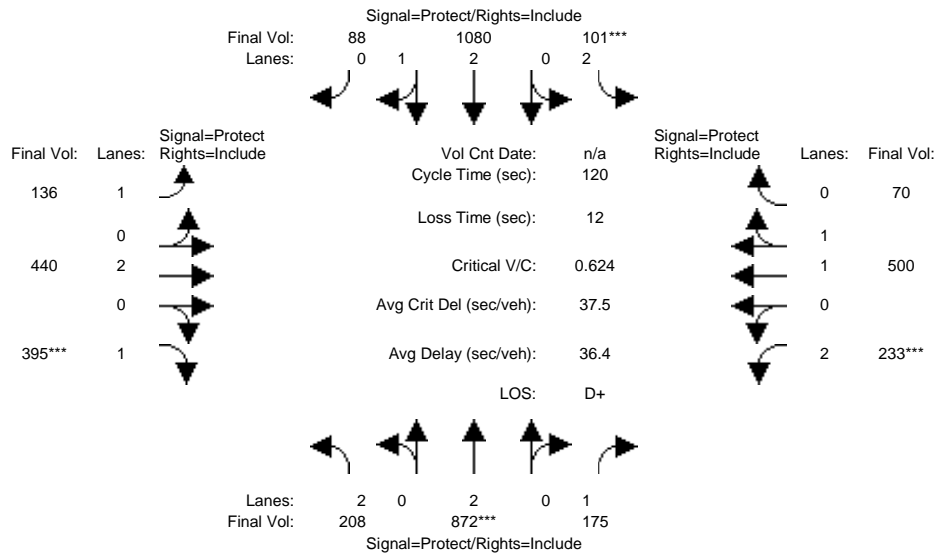 Signal=Protect/Rights=Include
Final Vol: 88 1080 101***
Lanes: 0 1 2 0 2
Signal=Protect
Final Vol: Lanes: Rights=Include
Vol Cnt Date: n/a
Signal=Protect
Rights=Include Lanes: Final Vol:
Cycle Time (sec): 120
136 1
0 70
Loss Time (sec): 12
0
1
440 2
Critical V/C: 0.624
1 500
0
Avg Crit Del (sec/veh): 37.5
0
395*** 1
Avg Delay (sec/veh): 36.4
2 233***
LOS: D+
Lanes: 2 0 2 0 1
Final Vol: 208 872*** 175
Signal=Protect/Rights=Include